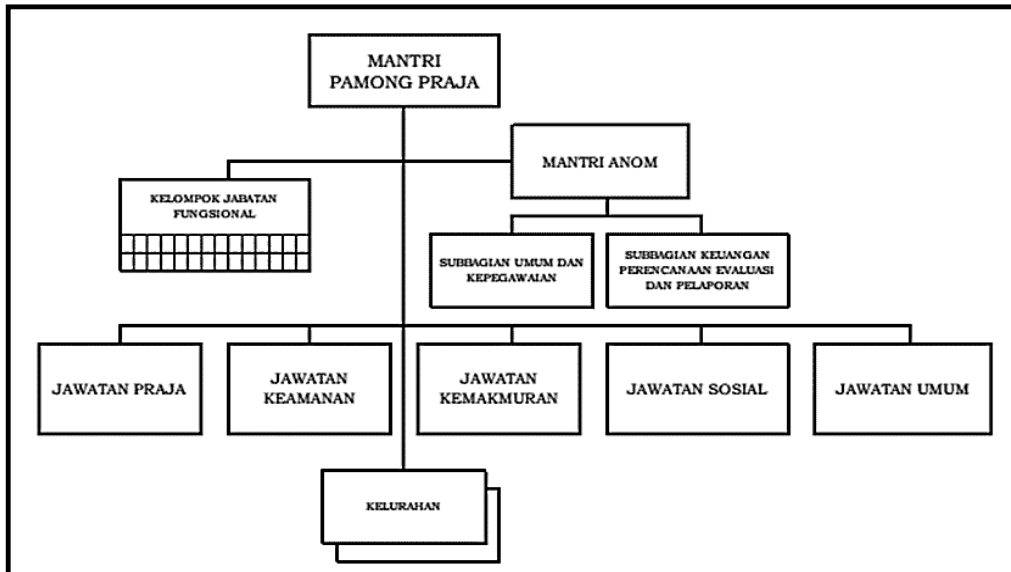 MANTRI
PAMONG PRAJA
MANTRI ANOM
KELOMPOK JABATAN
FUNGSIONAL
SUBBAGIAN UMUM DAN
KEPEGAWAIAN
SUBBAGIAN KEUANGAN
PERENCANAAN EVALUASI
DAN PELAPORAN
JAWATAN PRAJA
JAWATAN
KEAMANAN
JAWATAN
KEMAKMURAN
JAWATAN SOSIAL
JAWATAN UMUM
KELURAHAN